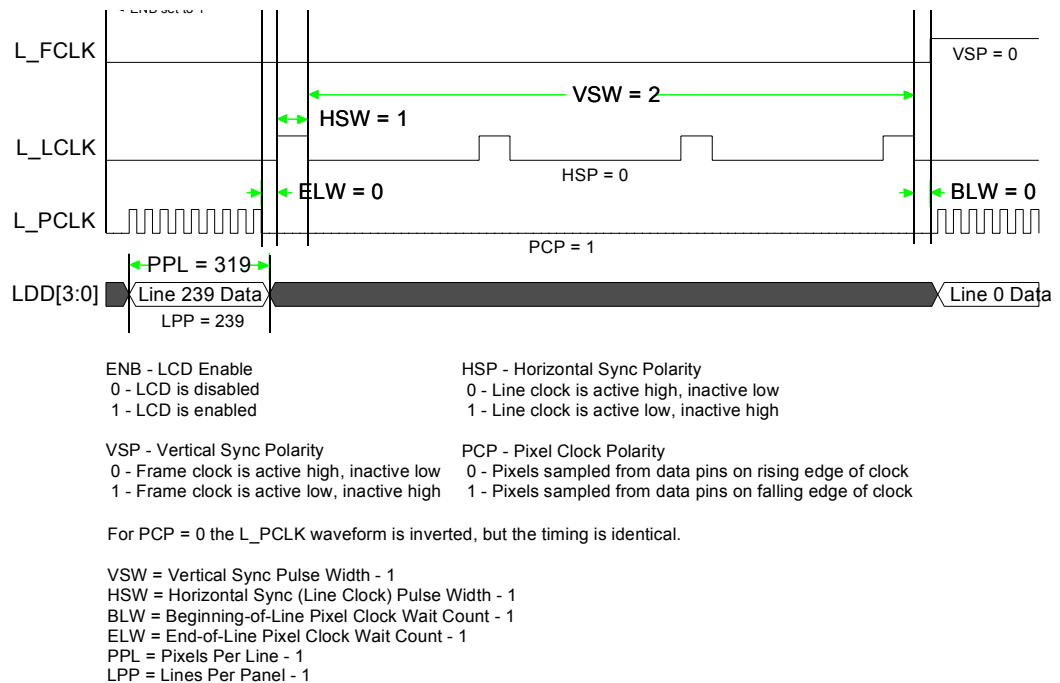 - ENB set to 1
L_FCLK
VSP = 0
VSW = 2
HSW = 1
L_LCLK
HSP = 0
ELW = 0
BLW = 0
L_PCLK
PCP = 1
PPL = 319
LDD[3:0]
Line 239 Data
Line 0 Data
LPP = 239
ENB - LCD Enable
0 - LCD is disabled
1 - LCD is enabled
HSP - Horizontal Sync Polarity
0 - Line clock is active high, inactive low
1 - Line clock is active low, inactive high
VSP - Vertical Sync Polarity
0 - Frame clock is active high, inactive low
1 - Frame clock is active low, inactive high
PCP - Pixel Clock Polarity
0 - Pixels sampled from data pins on rising edge of clock
1 - Pixels sampled from data pins on falling edge of clock
For PCP = 0 the L_PCLK waveform is inverted, but the timing is identical.
VSW = Vertical Sync Pulse Width - 1
HSW = Horizontal Sync (Line Clock) Pulse Width - 1
BLW = Beginning-of-Line Pixel Clock Wait Count - 1
ELW = End-of-Line Pixel Clock Wait Count - 1
PPL = Pixels Per Line - 1
LPP = Lines Per Panel - 1